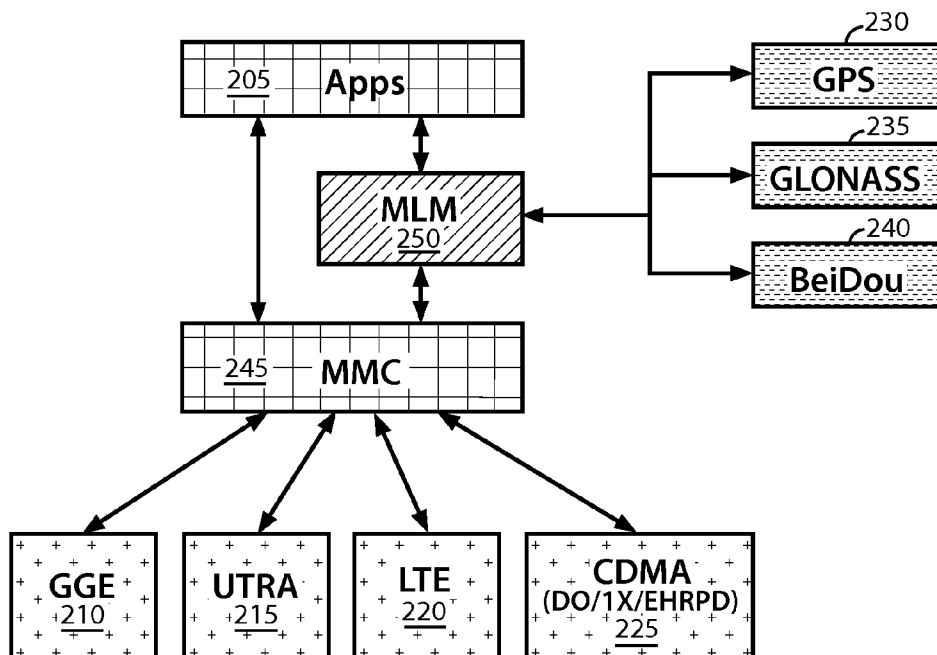 230
205 Apps
GPS
235
GLONASS
MLM
250
240
BeiDou
245 MMC
GGE
210
UTRA
215
LTE
220
CDMA
(DO/1X/EHRPD)
225